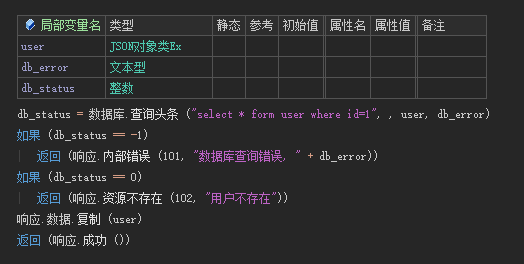 局部变量名 类型 静态 参考 初始值 属性名 属性值 备注
user JSON对象类Ex
db_error 文本型
db_status 整数
db_status = 数据库.查询头条 ("select * form user where id=1", , user, db_error)
如果 (db_status == -1)
返回 (响应.内部错误 (101, "数据库查询错误, " + db_error))
如果 (db_status == 0)
返回 (响应.资源不存在 (102, "用户不存在"))
响应.数据.复制 (user)
返回 (响应.成功 ())